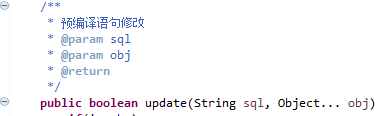 /**
* 预编译语句修改
* @param sql
* @param obj
* @return
*/
public boolean update(String sql, Object... obj)